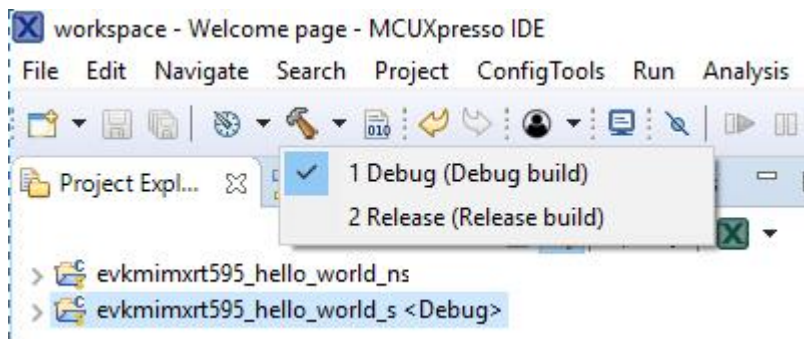 workspace - Welcome page - MCUXpresso IDE
File Edit Navigate Search Project ConfigTools Run Analysis
010
1 Debug (Debug build)
Project Expl...
2 Release (Release build)
evkmimxrt595_hello_world_ns
evkmimxrt595_hello_world_s <Debug>